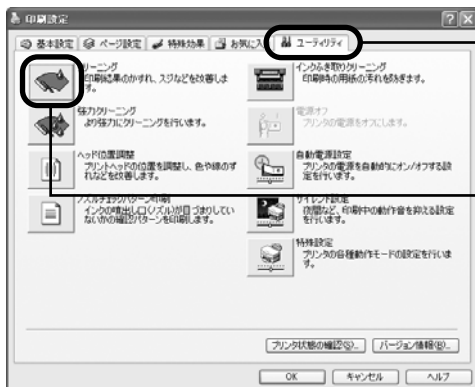 印刷設定
基本設定 ページ設定 特殊効果 お気に入 ユーティリティ
リーニング
印刷結果のかすれ、スジなどを改善しま
す。
強力クリーニング
より強力にクリーニングを行います。
ヘッド位置調整
プリントヘッドの位置を調整し、色や線のず
れなどを改善します。
ノズルチェックパターン印刷
インクの噴出し口(ノズル)が目づまりしてい
ないかの確認パターンを印刷します。
インクふき取りクリーニング
印刷時の用紙の汚れを防ぎます。
電源オフ
プリンタの電源をオフにします。
自動電源設定
プリンタの電源を自動的にオン/オフする設
定を行います。
サイレント設定
夜間など、印刷中の動作音を抑える設定
を行います。
特殊設定
プリンタの各種動作モードの設定を行いま
す。
プリンタ状態の確認(S)... バージョン情報(B)...
OK キャンセル ヘルプ